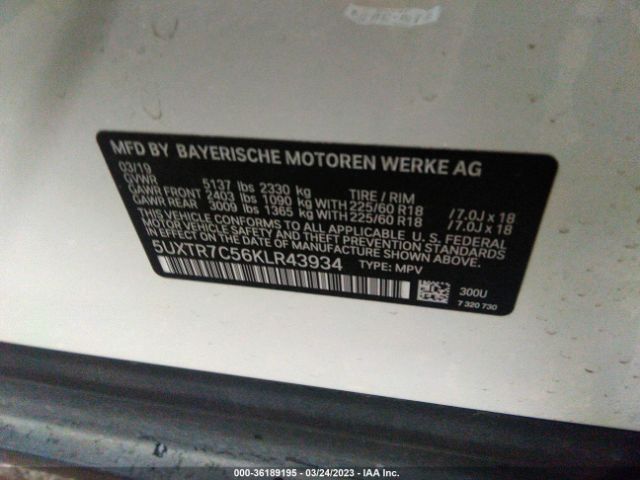 MFD BY BAYERISCHE MOTOREN WERKE AG
03/19
GVWR 5137 lbs 2330 kg TIRE / RIM
GAWR FRONT 2403 lbs 1090 kg WITH 225/60 R18 /7.0J x 18
GAWR REAR 3009 lbs 1365 kg WITH 225/60 R18 /7.0J x 18
THIS VEHICLE CONFORMS TO ALL APPLICABLE U.S. FEDERAL
MOTOR VEHICLE SAFETY AND THEFT PREVENTION STANDARDS
IN EFFECT ON THE DATE OF MANUFACTURE SHOWN ABOVE.
5UXTR7C56KLR43934 TYPE: MPV
300U
7 320 730
000-36189195 - 03/24/2023 - IAA Inc.